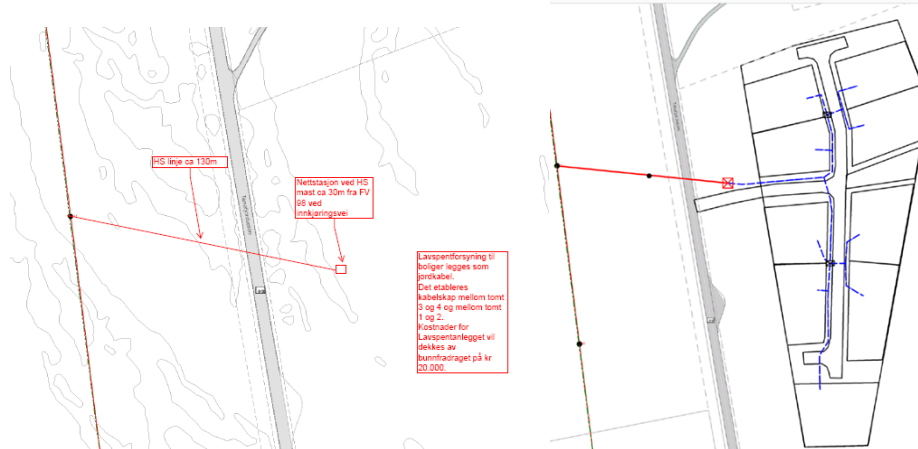 HS linje ca 130m
Nettstasjon ved HS
mast ca 30m fra FV
98 ved
innkjøringsvei
Lavspentforsyning til
boliger legges som
jordkabel.
Det etableres
kabelskap mellom tomt
3 og 4 og mellom tomt
1 og 2.
Kostnader for
Lavspentanlegget vil
dekkes av
bunnfradraget på kr
20.000.